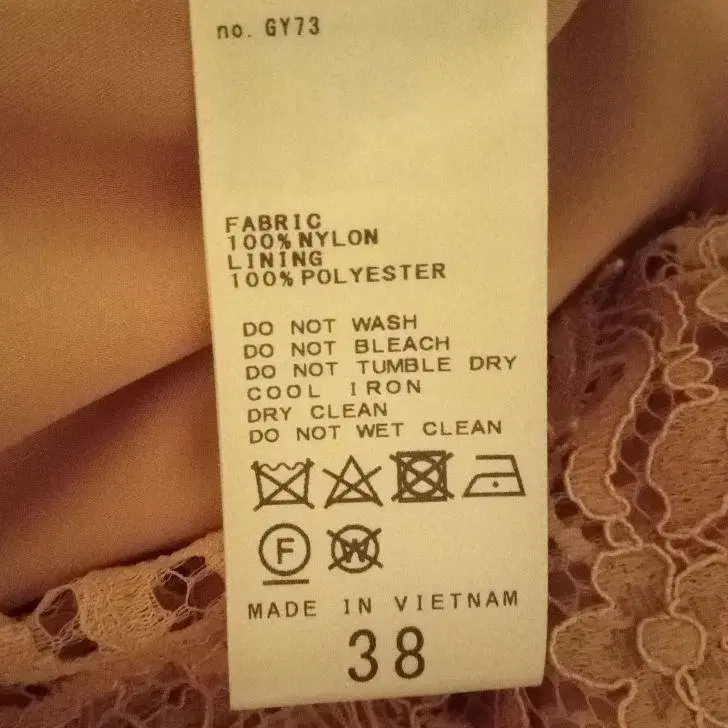 no. GY73
FABRIC
100% NYLON
LINING
100% POLYESTER
DO NOT WASH
DO NOT BLEACH
DO NOT TUMBLE DRY
COOL IRON
DRY CLEAN
DO NOT WET CLEAN
F W
MADE IN VIETNAM
38